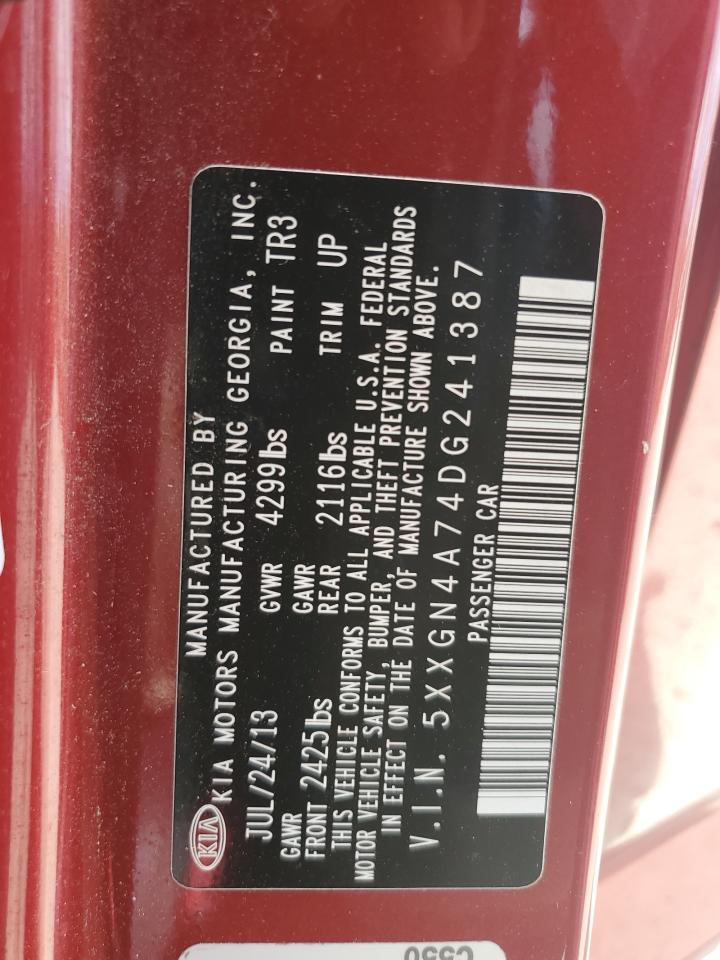 MANUFACTURED BY
KIA KIA MOTORS MANUFACTURING GEORGIA, INC.
JUL/24/13 GVWR 4299lbs PAINT TR3
GAWR GAWR
FRONT 2425lbs REAR 2116lbs TRIM UP
THIS VEHICLE CONFORMS TO ALL APPLICABLE U.S.A. FEDERAL
MOTOR VEHICLE SAFETY, BUMPER, AND THEFT PREVENTION STANDARDS
IN EFFECT ON THE DATE OF MANUFACTURE SHOWN ABOVE.
V.I.N. 5XXGN4A74DG241387
PASSENGER CAR
C550